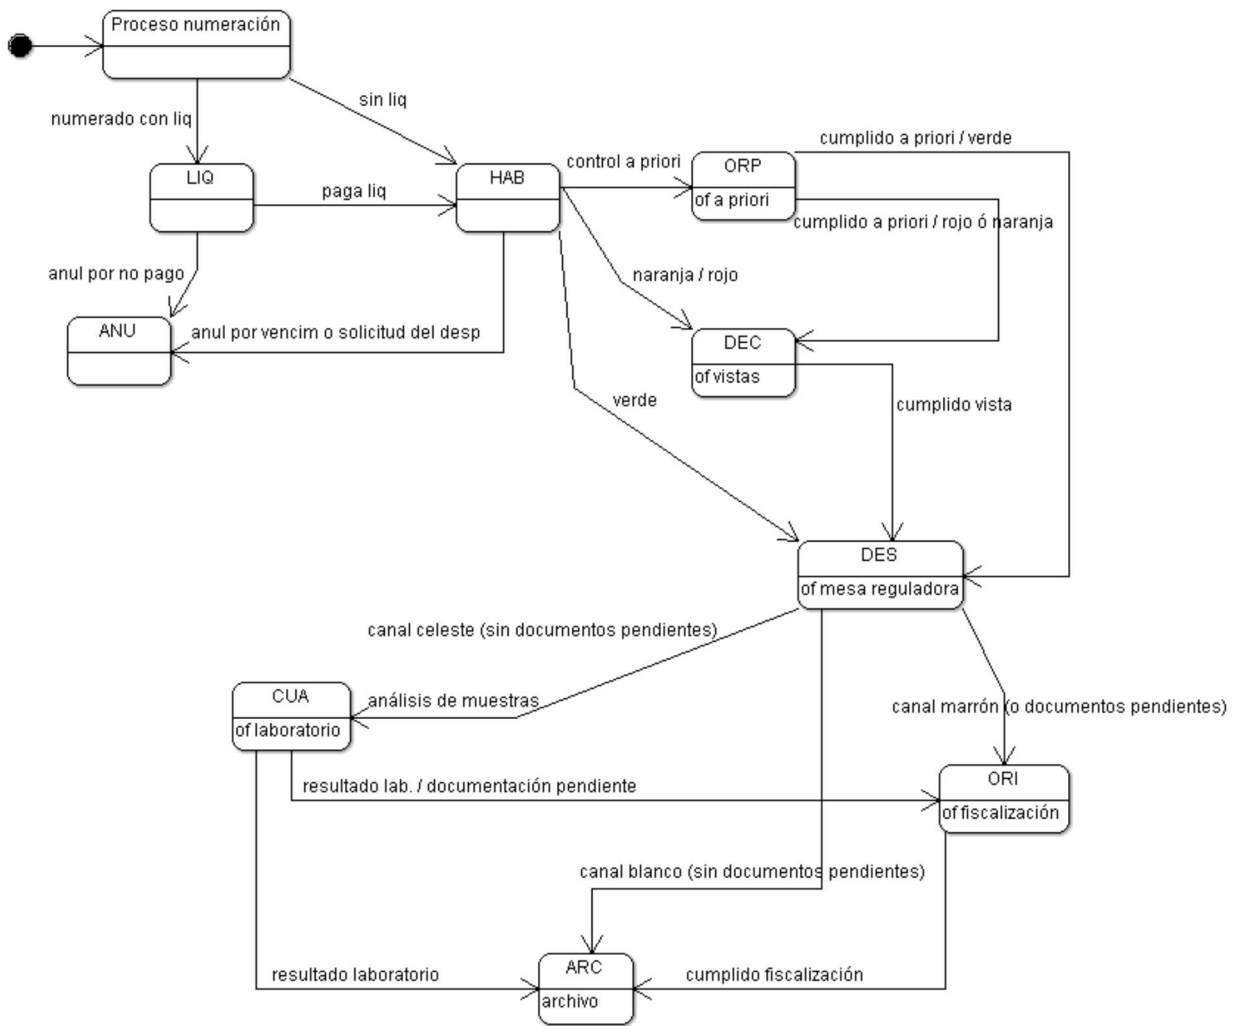 Proceso numeración
sin liq
numerado con liq
LIQ
HAB
paga liq
control a priori
ORP
of a priori
cumplido a priori / verde
cumplido a priori / rojo ó naranja
anul por no pago
naranja / rojo
ANU
anul por vencim o solicitud del desp
DEC
of vistas
verde
cumplido vista
DES
of mesa reguladora
canal celeste (sin documentos pendientes)
CUA
of laboratorio
análisis de muestras
canal marrón (o documentos pendientes)
resultado lab. / documentación pendiente
ORI
of fiscalización
canal blanco (sin documentos pendientes)
resultado laboratorio
ARC
archivo
cumplido fiscalización